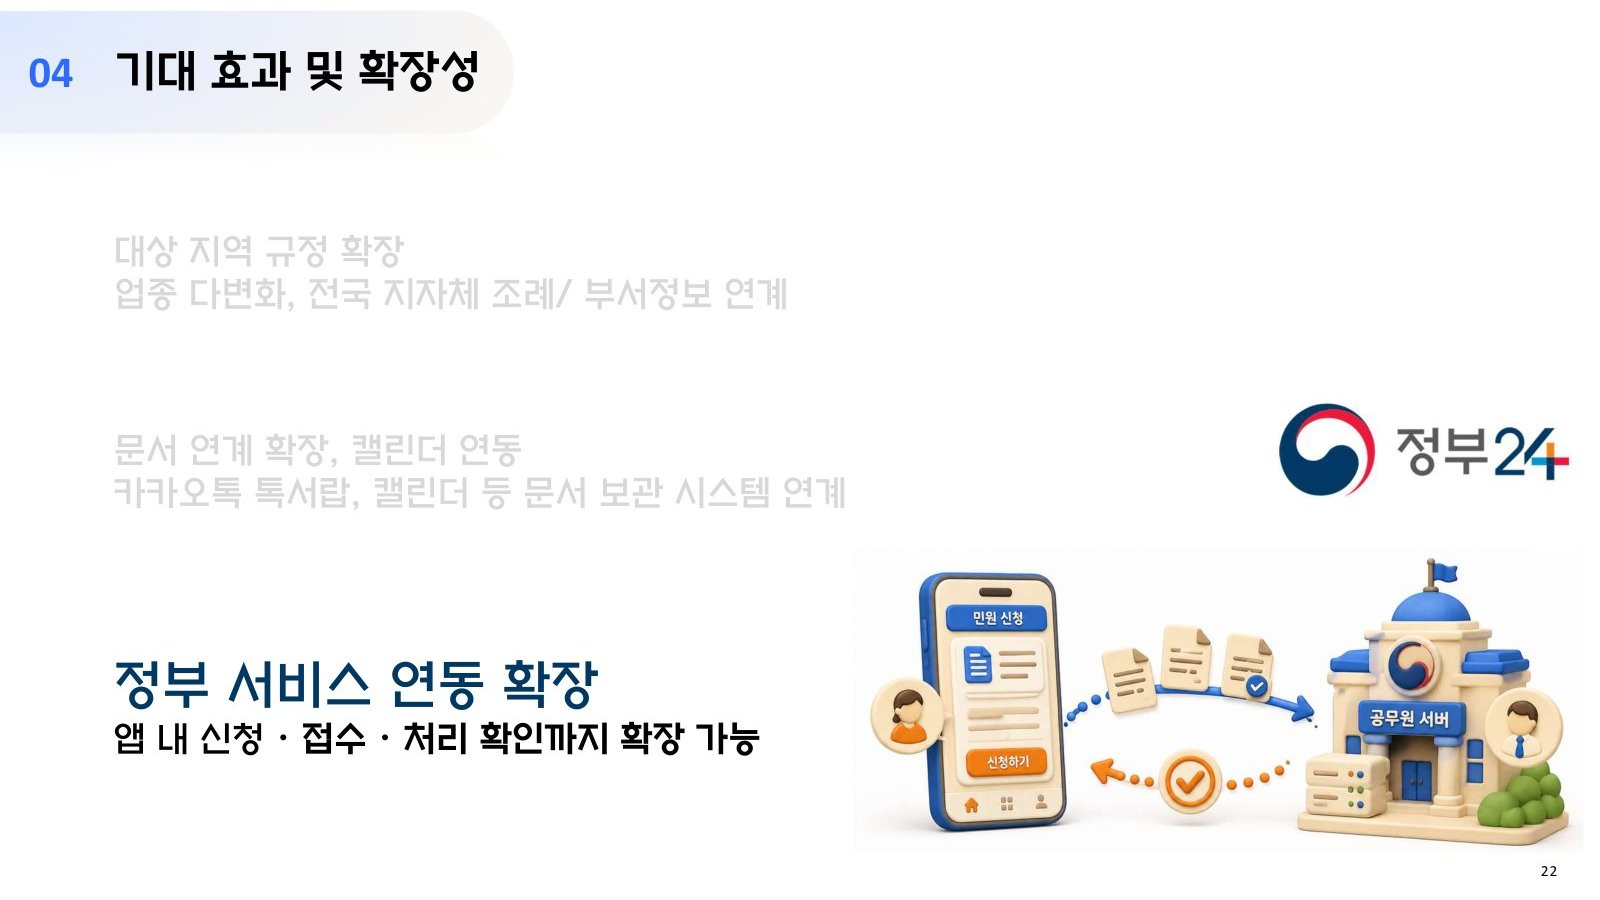 04 기대 효과 및 확장성
대상 지역 규정 확장
업종 다변화, 전국 지자체 조례/ 부서정보 연계
문서 연계 확장, 캘린더 연동
카카오톡 톡서랍, 캘린더 등 문서 보관 시스템 연계
정부24
정부 서비스 연동 확장
앱 내 신청 · 접수 · 처리 확인까지 확장 가능
민원 신청
신청하기
공무원 서버
22